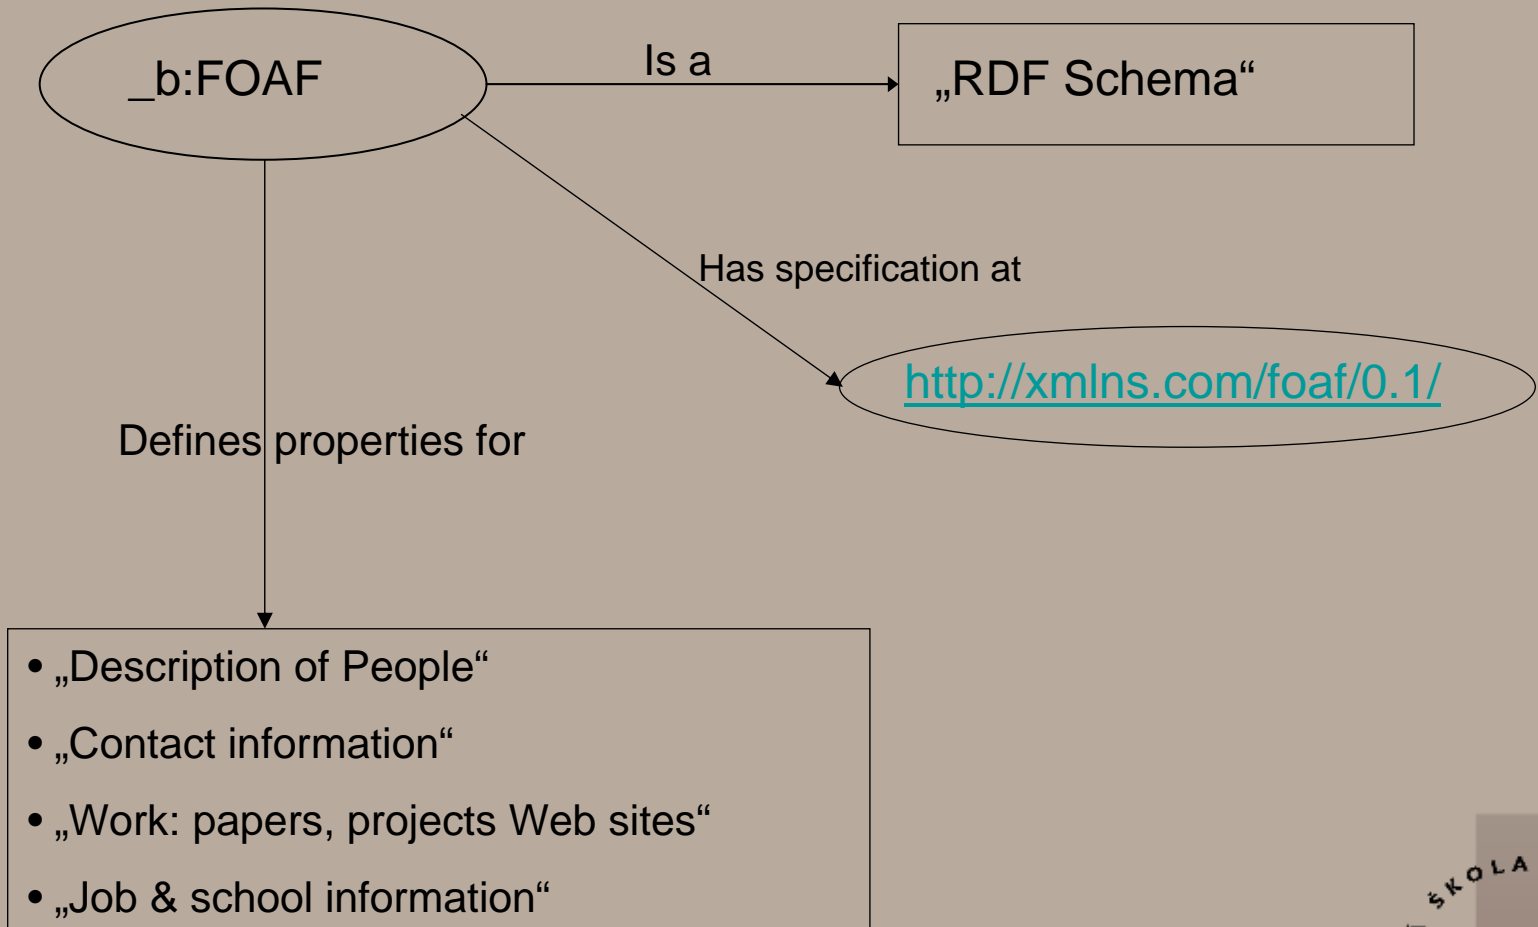 _b:FOAF
Is a
„RDF Schema“
Has specification at
http://xmlns.com/foaf/0.1/
Defines properties for
• „Description of People“
• „Contact information“
• „Work: papers, projects Web sites“
• „Job & school information“
ŠKOLA